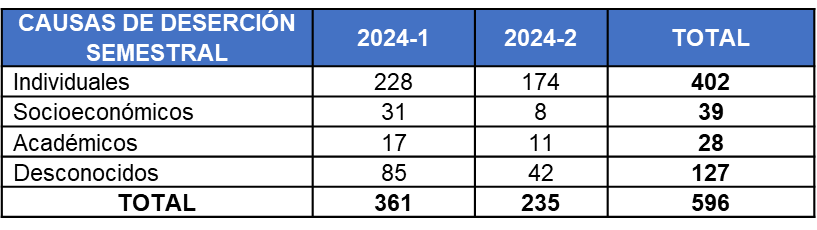 CAUSAS DE DESERCIÓN SEMESTRAL 2024-1 2024-2 TOTAL
Individuales 228 174 402
Socioeconómicos 31 8 39
Académicos 17 11 28
Desconocidos 85 42 127
TOTAL 361 235 596